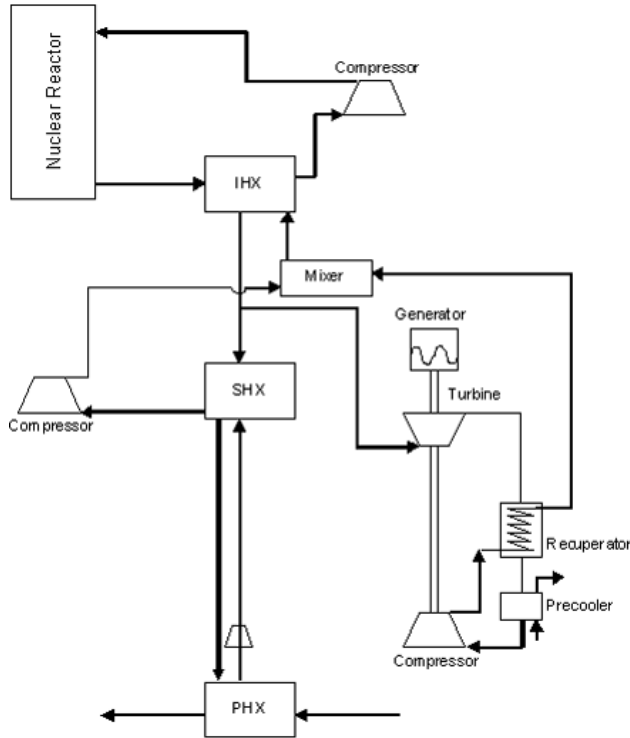 Nuclear Reactor
Compressor
IHX
Mixer
Generator
SHX
Turbine
Compressor
Recuperator
Precooler
Compressor
PHX